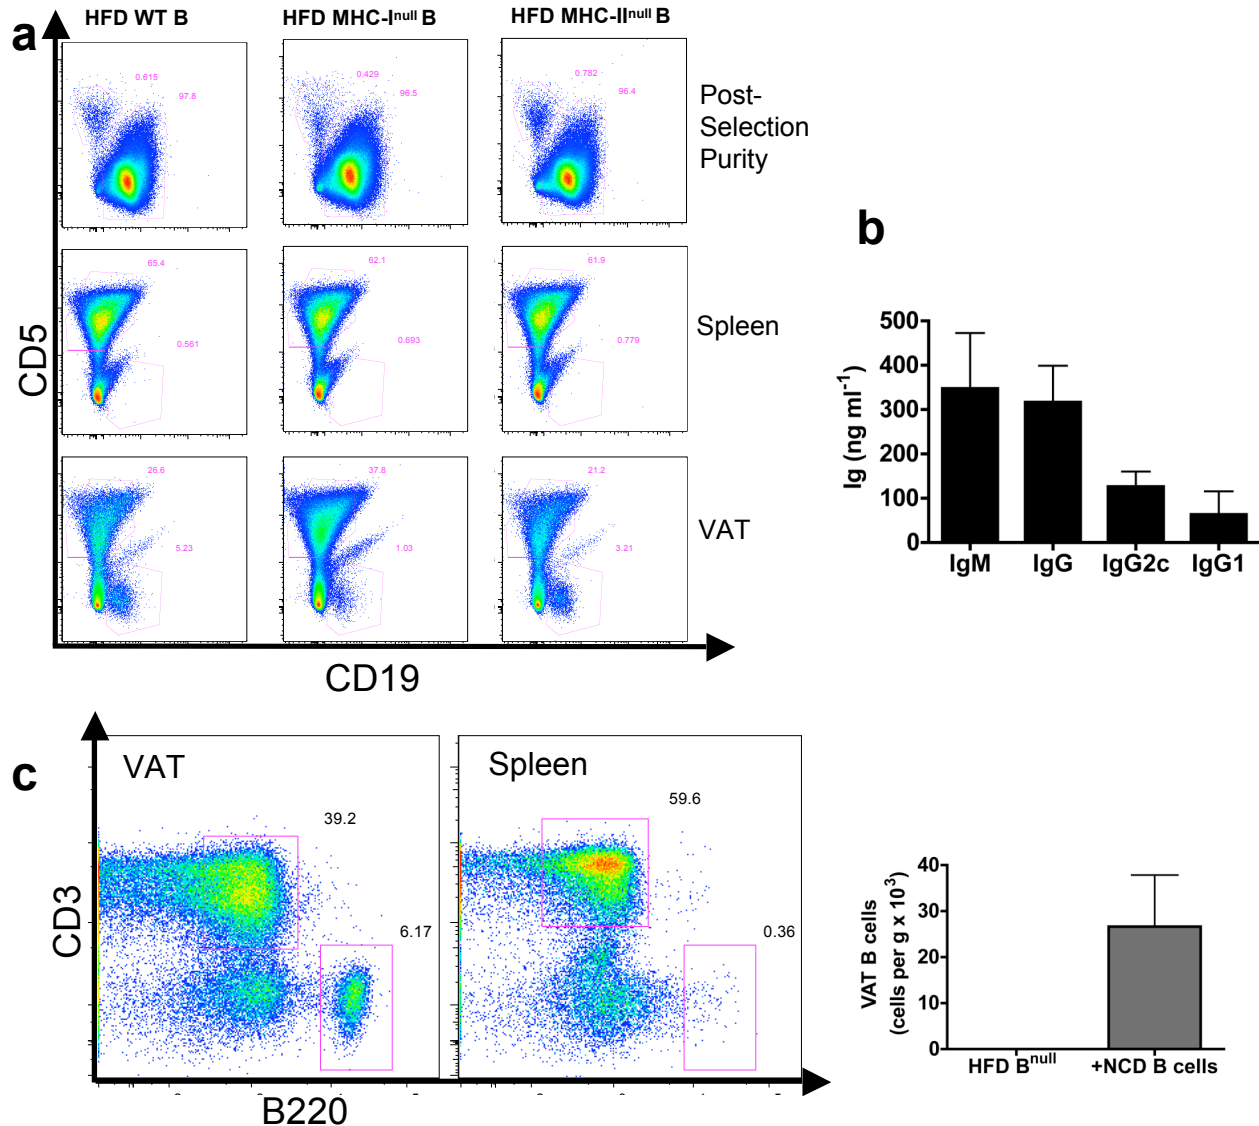 a
HFD WT B
HFD MHC-Iⁿᵘˡˡ B
HFD MHC-IIⁿᵘˡˡ B
0.615
97.8
0.429
96.5
0.782
96.4
Post-
Selection
Purity
65.4
0.561
62.1
0.693
61.9
0.779
Spleen
26.6
5.23
37.8
1.03
21.2
3.21
VAT
CD5
CD19
b
Ig (ng ml⁻¹)
500
400
300
200
100
0
IgM
IgG
IgG2c
IgG1
c
VAT
39.2
6.17
Spleen
59.6
0.36
CD3
B220
VAT B cells
(cells per g x 10³)
40
30
20
10
0
HFD Bⁿᵘˡˡ
+NCD B cells